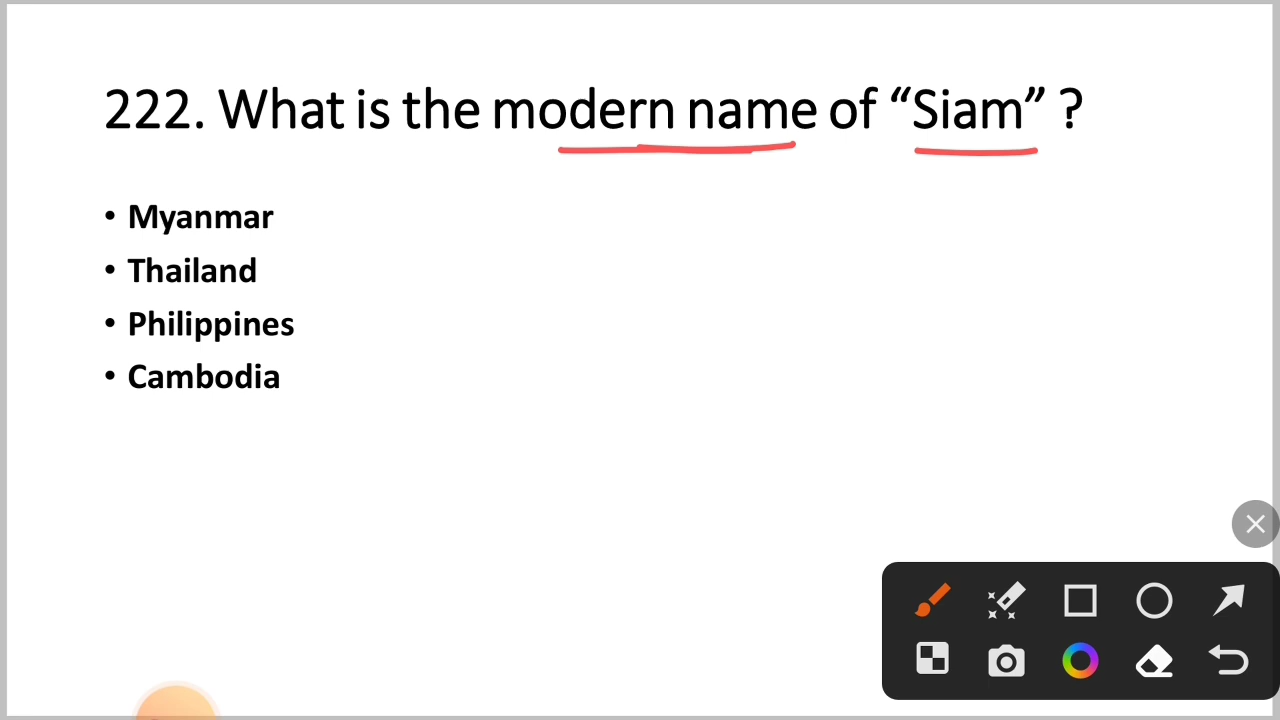 222. What is the modern name of “Siam” ?
• Myanmar
• Thailand
• Philippines
• Cambodia